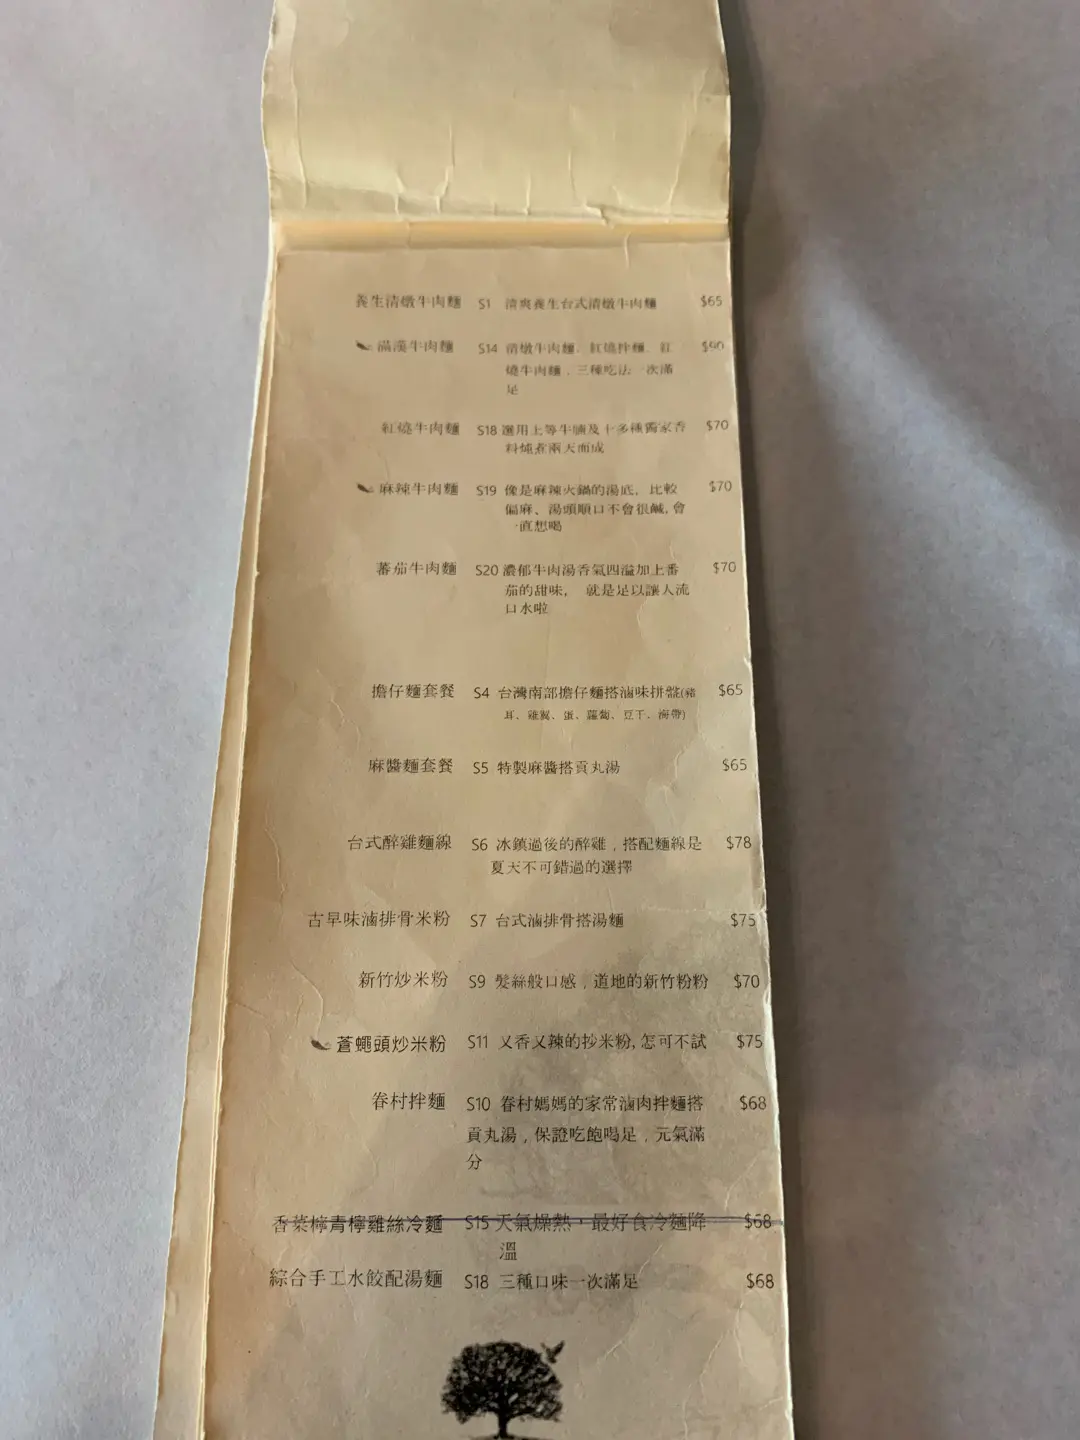 養生清燉牛肉麵 S1 清爽養生台式清燉牛肉麵 $65
滿漢牛肉麵 S14 清燉牛肉麵、紅燒拌麵、紅 $90
燒牛肉麵，三種吃法一次滿
足
紅燒牛肉麵 S18 選用上等牛腩及十多種獨家香 $70
料燉煮兩天而成
麻辣牛肉麵 S19 像是麻辣火鍋的湯底，比較 $70
偏麻、湯頭順口不會很鹹,會
一直想喝
蕃茄牛肉麵 S20 濃郁牛肉湯香氣四溢加上番 $70
茄的甜味， 就是足以讓人流
口水啦
擔仔麵套餐 S4 台灣南部擔仔麵搭滷味拼盤(豬 $65
耳、雞翼、蛋、蘿蔔、豆干、海帶)
麻醬麵套餐 S5 特製麻醬搭貢丸湯 $65
台式醉雞麵線 S6 冰鎮過後的醉雞，搭配麵線是 $78
夏天不可錯過的選擇
古早味滷排骨米粉 S7 台式滷排骨搭湯麵 $75
新竹炒米粉 S9 髮絲般口感，道地的新竹粉粉 $70
蒼蠅頭炒米粉 S11 又香又辣的炒米粉,怎可不試 $75
眷村拌麵 S10 眷村媽媽的家常滷肉拌麵搭 $68
貢丸湯，保證吃飽喝足，元氣滿
分
香菜檸青檸雞絲冷麵 S15 天氣燥熱，最好食冷麵降 $68
溫
綜合手工水餃配湯麵 S18 三種口味一次滿足 $68